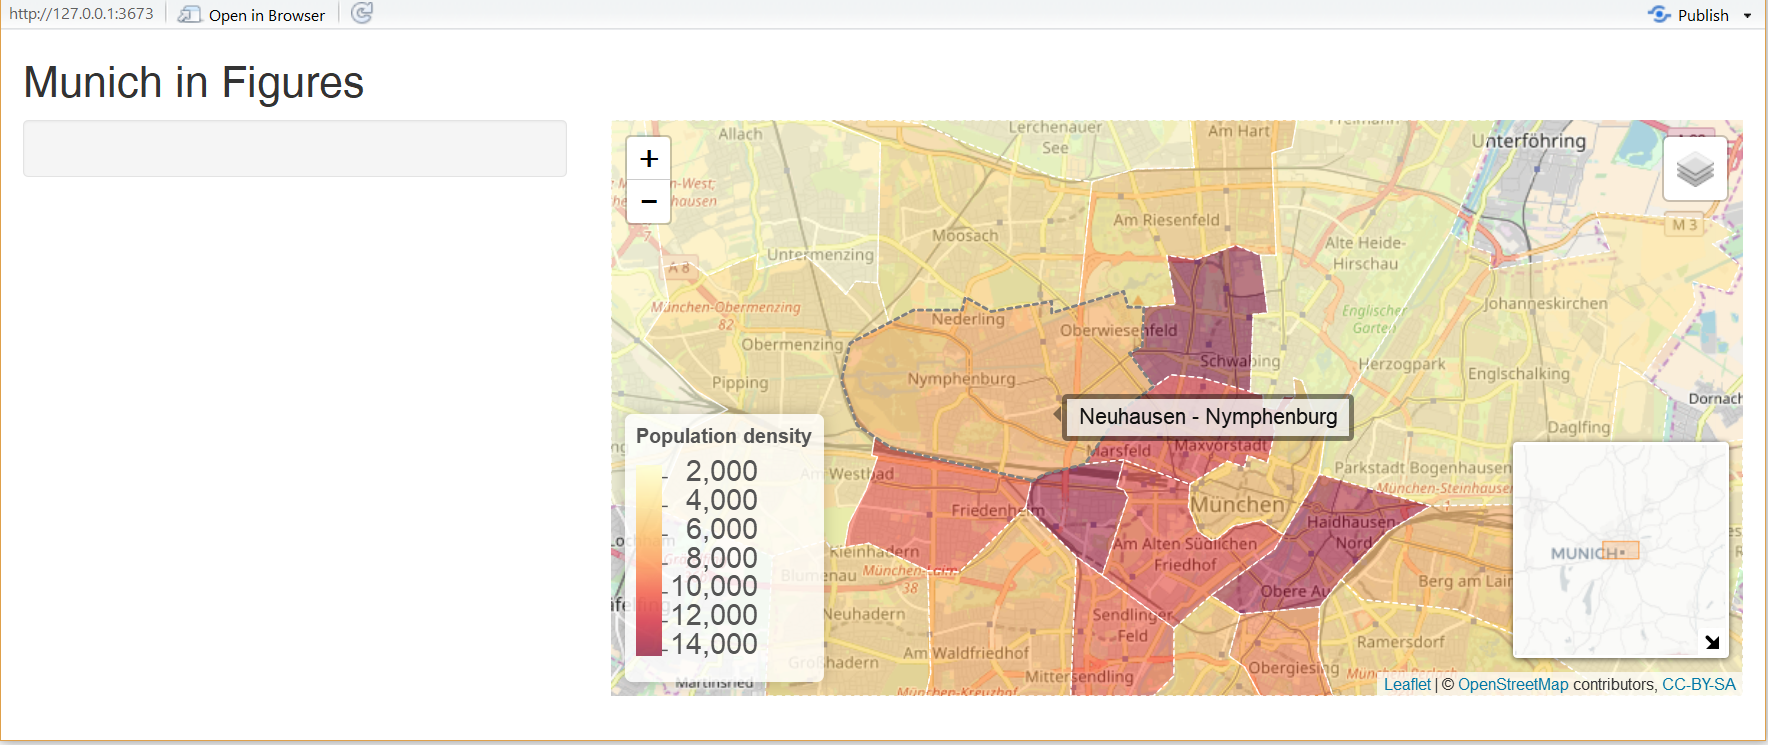 http://127.0.0.1:3673
Open in Browser
Publish
Munich in Figures
+
−
Allach
Lerchenauer
See
Am Hart
Unterföhring
M 3
Am Riesenfeld
Moosach
Untermenzing
Alte Heide-
Hirschau
A 8
München-Obermenzing
82
Obermenzing
Pipping
Nederling
Oberwiesenfeld
Nymphenburg
Schwabing
Englischer
Garten
Herzogpark
Johanneskirchen
Englschalking
Dornach
Daglfing
Neuhausen - Nymphenburg
Marsfeld
Maxvorstadt
Parkstadt Bogenhausen
München-Steinhausen
Am Westbad
Friedenheim
München
Haidhausen-
Nord
Am Alten Südlichen
Friedhof
Kleinhadern
München-Laim
38
Blumenau
Neuhadern
Obere Au
Berg am Laim
Sendlinger
Feld
Ramersdorf
Am Waldfriedhof
Großhadern
Mittersendling
Obergiesing
München-Kreuzhof
Martinsried
Population density
2,000
4,000
6,000
8,000
10,000
12,000
14,000
MUNICH
Leaflet | © OpenStreetMap contributors, CC-BY-SA